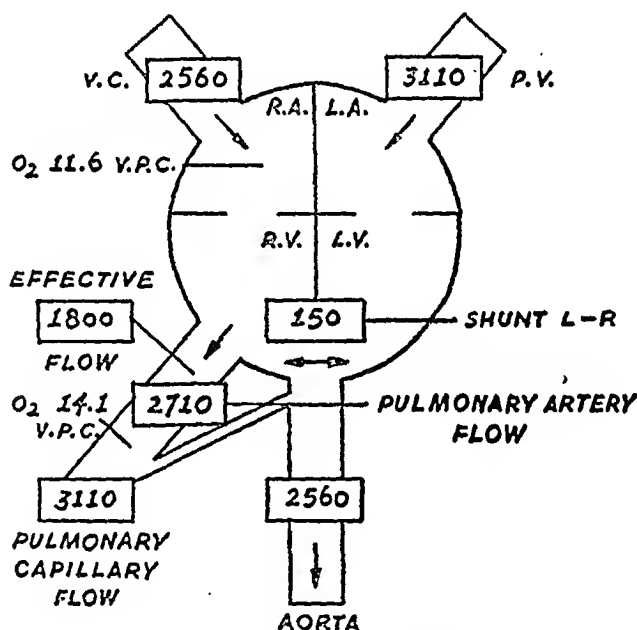 V.C. 2560
3110 P.V.
R.A. L.A.
O₂ 11.6 V.P.C.
R.V. L.V.
EFFECTIVE
1800
FLOW
150
SHUNT L-R
O₂ 14.1
V.P.C.
2710
PULMONARY ARTERY
FLOW
3110
PULMONARY
CAPILLARY
FLOW
2560
AORTA